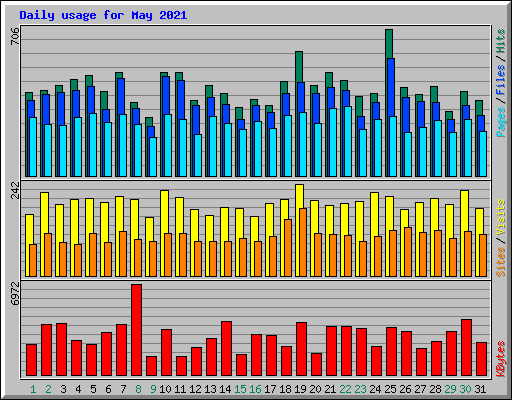 Daily usage for May 2021
706
Pages / Files / Hits
242
Sites / Visits
6972
KBytes
1 2 3 4 5 6 7 8 9 10 11 12 13 14 15 16 17 18 19 20 21 22 23 24 25 26 27 28 29 30 31